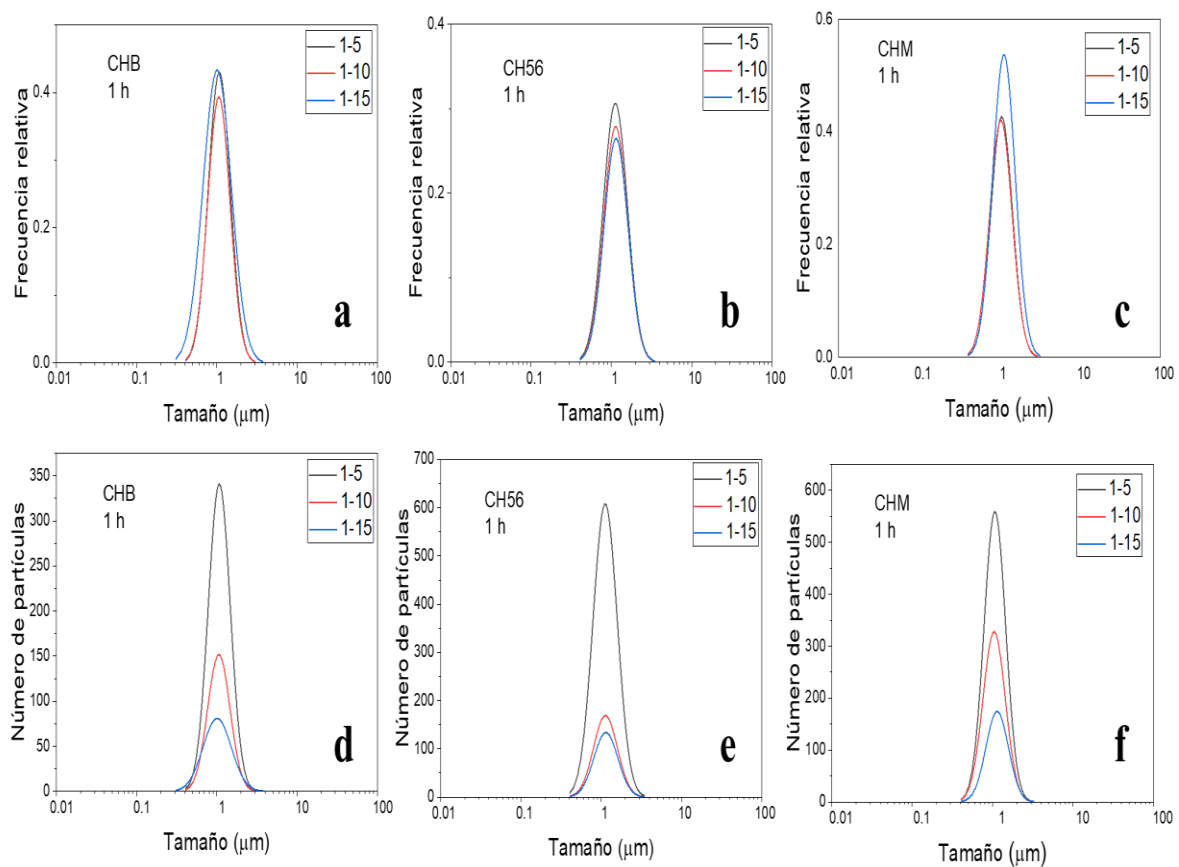 Frecuencia relativa
0.4
0.2
0.0
CHB
1 h
1-5
1-10
1-15
a
0.01 0.1 1 10 100
Tamaño (μm)
Frecuencia relativa
0.4
0.2
0.0
CH56
1 h
1-5
1-10
1-15
b
0.01 0.1 1 10 100
Tamaño (μm)
Frecuencia relativa
0.6
0.4
0.2
0.0
CHM
1 h
1-5
1-10
1-15
c
0.01 0.1 1 10 100
Tamaño (μm)
Número de partículas
350
300
250
200
150
100
50
0
CHB
1 h
1-5
1-10
1-15
d
0.01 0.1 1 10 100
Tamaño (μm)
Número de partículas
700
600
500
400
300
200
100
0
CH56
1 h
1-5
1-10
1-15
e
0.01 0.1 1 10 100
Tamaño (μm)
Número de partículas
600
500
400
300
200
100
0
CHM
1 h
1-5
1-10
1-15
f
0.01 0.1 1 10 100
Tamaño (μm)